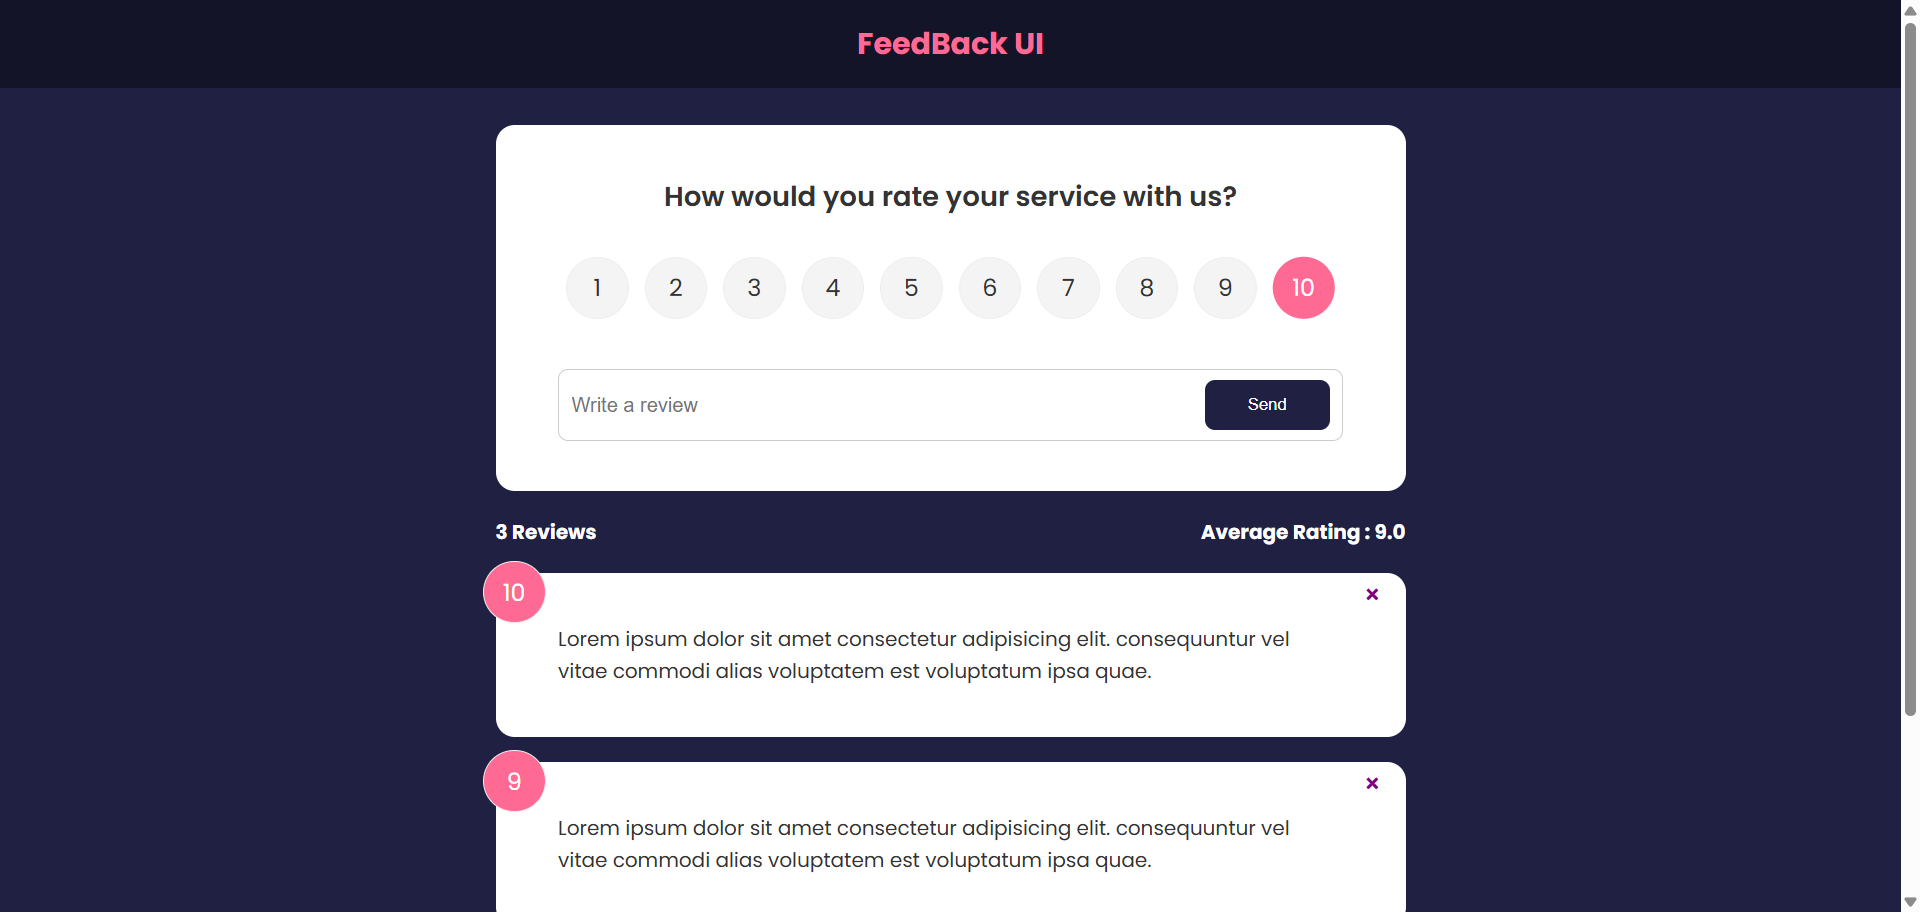 FeedBack UI
How would you rate your service with us?
1 2 3 4 5 6 7 8 9 10
Write a review Send
3 Reviews Average Rating : 9.0
10
Lorem ipsum dolor sit amet consectetur adipisicing elit. consequuntur vel
vitae commodi alias voluptatem est voluptatum ipsa quae.
9
Lorem ipsum dolor sit amet consectetur adipisicing elit. consequuntur vel
vitae commodi alias voluptatem est voluptatum ipsa quae.